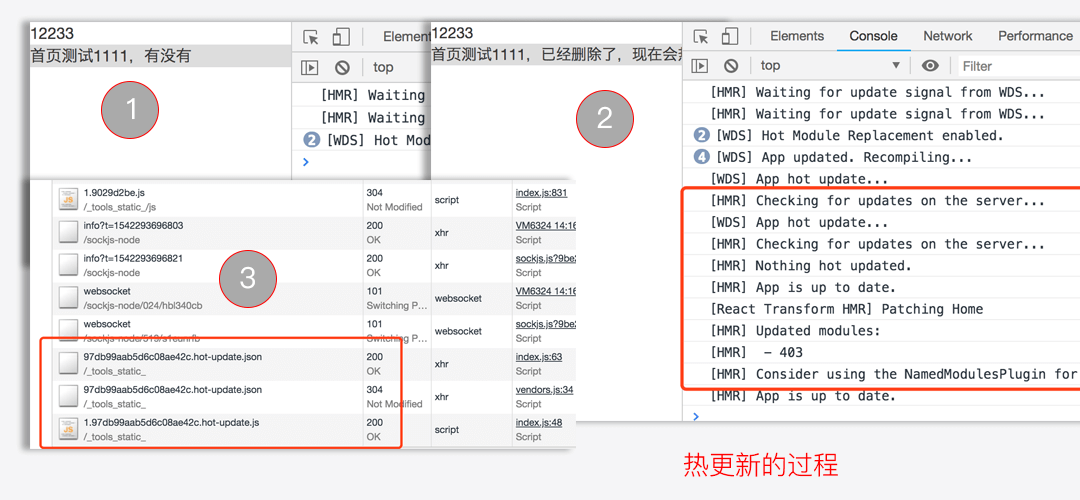 12233
首页测试1111，有没有
1
Element
top
[HMR] Waiting
[HMR] Waiting
2 [WDS] Hot Mod
12233
首页测试1111，已经删除了，现在会
2
Elements Console Network Performance
top Filter
[HMR] Waiting for update signal from WDS...
[HMR] Waiting for update signal from WDS...
2 [WDS] Hot Module Replacement enabled.
4 [WDS] App updated. Recompiling...
[WDS] App hot update...
[HMR] Checking for updates on the server...
[WDS] App hot update...
[HMR] Checking for updates on the server...
[HMR] Nothing hot updated.
[HMR] App is up to date.
[React Transform HMR] Patching Home
[HMR] Updated modules:
[HMR]  - 403
[HMR] Consider using the NamedModulesPlugin for
[HMR] App is up to date.
3
1.9029d2be.js 304 script index.js:831
/_tools_static_/js Not Modified Script
info?t=1542293696803 200 xhr VM6324 14:16
/sockjs-node OK Script
info?t=1542293696821 200 xhr sockjs.js?9be
/sockjs-node OK Script
websocket 101 websocket VM6324 14:16
/sockjs-node/024/hbl340cb Switching P... Script
websocket 101 websocket sockjs.js?9be
Switching P... Script
97db99aab5d6c08ae42c.hot-update.json 200 xhr index.js:63
/_tools_static_ OK Script
97db99aab5d6c08ae42c.hot-update.json 304 xhr vendors.js:34
/_tools_static_ Not Modified Script
1.97db99aab5d6c08ae42c.hot-update.js 200 script index.js:48
/_tools_static_ OK Script
热更新的过程